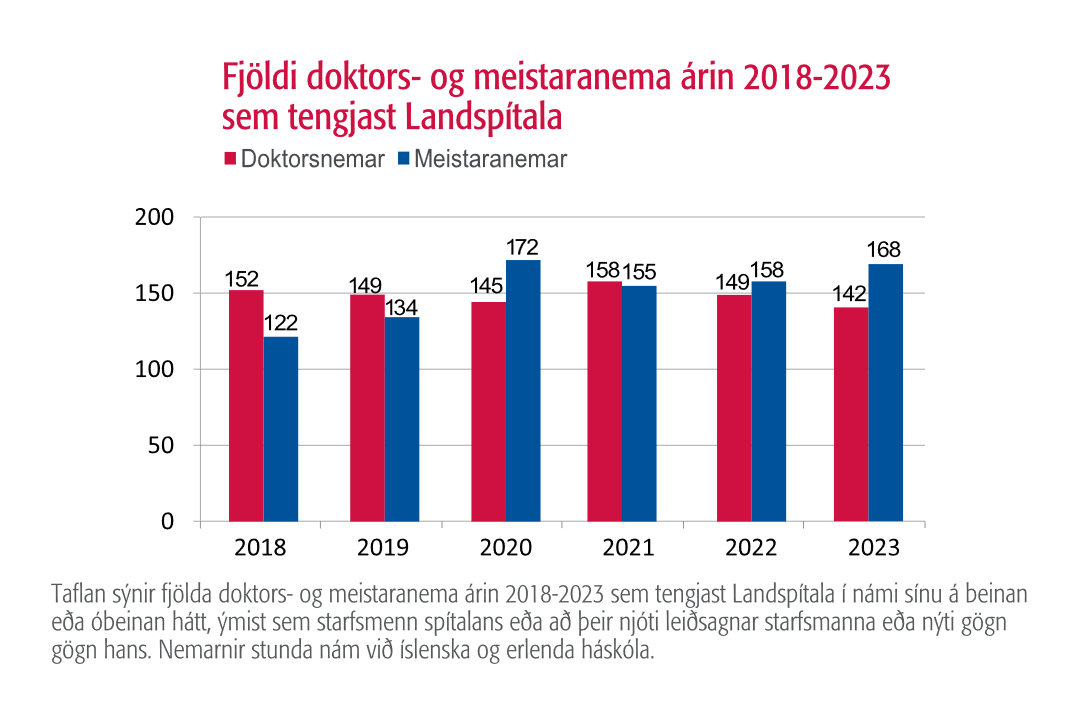 Fjöldi doktors- og meistaranema árin 2018-2023
sem tengjast Landspítala
Doktorsnemar Meistaranemar
200
150
100
50
0
152 122
149 134
145 172
158 155
149 158
142 168
2018 2019 2020 2021 2022 2023
Taflan sýnir fjölda doktors- og meistaranema árin 2018-2023 sem tengjast Landspítala í námi sínu á beinan
eða óbeinan hátt, ýmist sem starfsmenn spítalans eða að þeir njóti leiðsagnar starfsmanna eða nýti gögn
gögn hans. Nemarnir stunda nám við íslenska og erlenda háskóla.